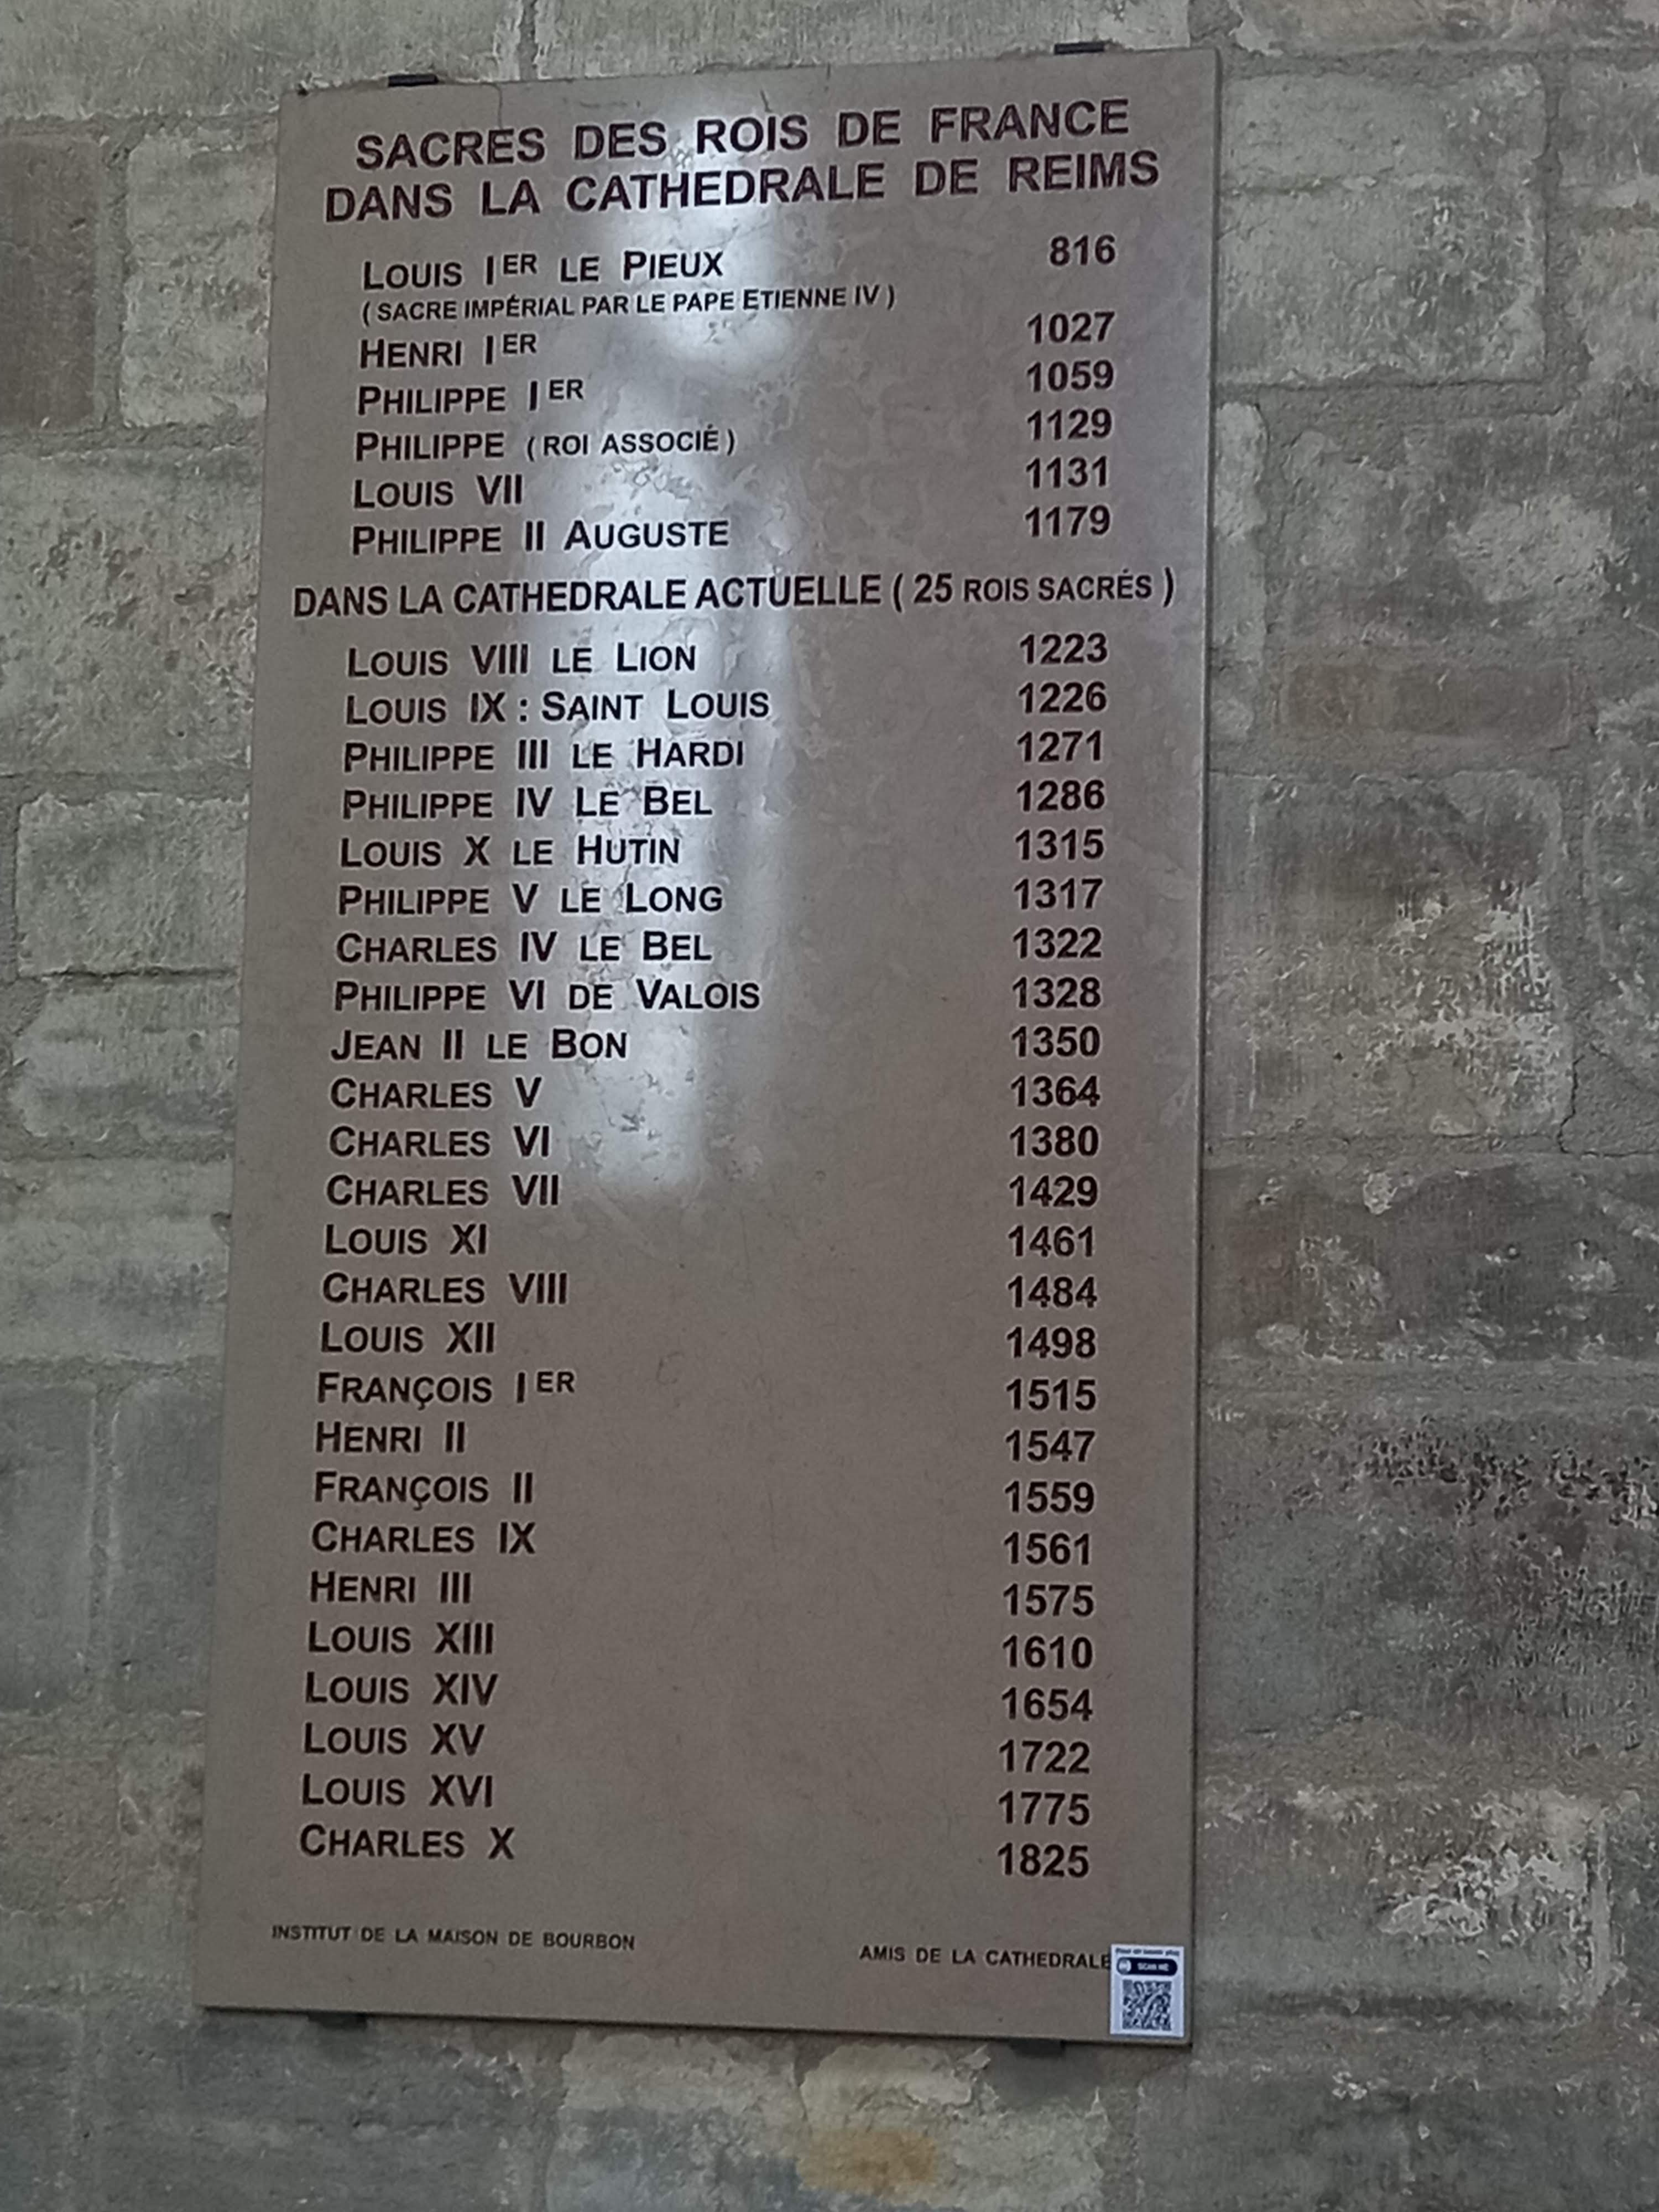 SACRES DES ROIS DE FRANCE
DANS LA CATHEDRALE DE REIMS
LOUIS IER LE PIEUX 816
( SACRE IMPÉRIAL PAR LE PAPE ETIENNE IV )
HENRI IER 1027
PHILIPPE IER 1059
PHILIPPE ( ROI ASSOCIÉ ) 1129
LOUIS VII 1131
PHILIPPE II AUGUSTE 1179
DANS LA CATHEDRALE ACTUELLE ( 25 ROIS SACRÉS )
LOUIS VIII LE LION 1223
LOUIS IX : SAINT LOUIS 1226
PHILIPPE III LE HARDI 1271
PHILIPPE IV LE BEL 1286
LOUIS X LE HUTIN 1315
PHILIPPE V LE LONG 1317
CHARLES IV LE BEL 1322
PHILIPPE VI DE VALOIS 1328
JEAN II LE BON 1350
CHARLES V 1364
CHARLES VI 1380
CHARLES VII 1429
LOUIS XI 1461
CHARLES VIII 1484
LOUIS XII 1498
FRANÇOIS IER 1515
HENRI II 1547
FRANÇOIS II 1559
CHARLES IX 1561
HENRI III 1575
LOUIS XIII 1610
LOUIS XIV 1654
LOUIS XV 1722
LOUIS XVI 1775
CHARLES X 1825
INSTITUT DE LA MAISON DE BOURBON
AMIS DE LA CATHEDRALE
Pour en savoir plus
SCAN ME